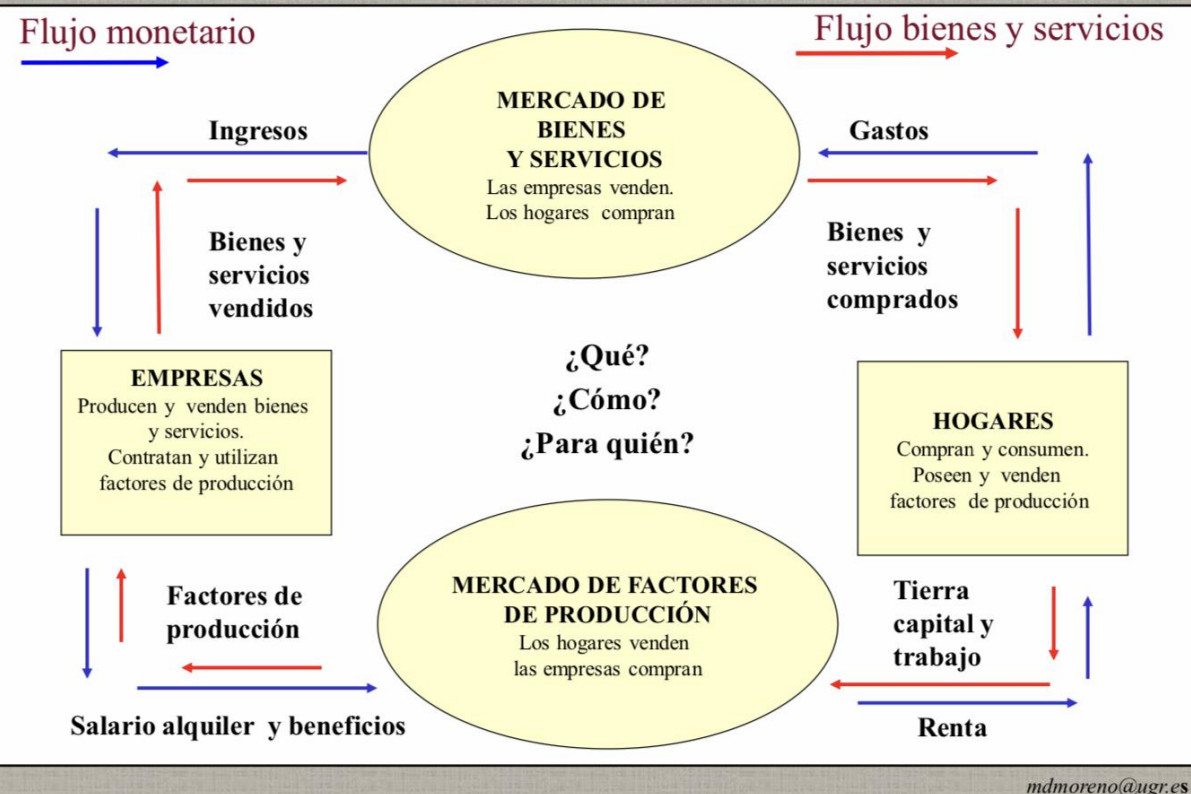 Flujo monetario
Flujo bienes y servicios
MERCADO DE
BIENES
Y SERVICIOS
Las empresas venden.
Los hogares compran
Ingresos
Gastos
Bienes y
servicios
vendidos
Bienes y
servicios
comprados
¿Qué?
¿Cómo?
¿Para quién?
EMPRESAS
Producen y venden bienes
y servicios.
Contratan y utilizan
factores de producción
HOGARES
Compran y consumen.
Poseen y venden
factores de producción
MERCADO DE FACTORES
DE PRODUCCIÓN
Los hogares venden
las empresas compran
Factores de
producción
Tierra
capital y
trabajo
Salario alquiler y beneficios
Renta
mdmoreno@ugr.es